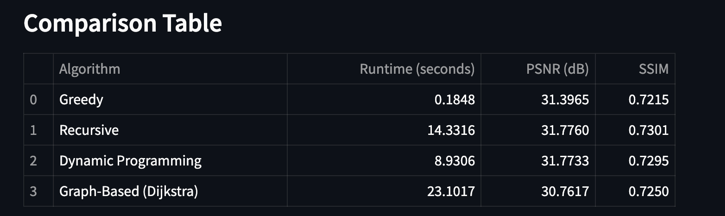 Comparison Table
Algorithm Runtime (seconds) PSNR (dB) SSIM
0 Greedy 0.1848 31.3965 0.7215
1 Recursive 14.3316 31.7760 0.7301
2 Dynamic Programming 8.9306 31.7733 0.7295
3 Graph-Based (Dijkstra) 23.1017 30.7617 0.7250